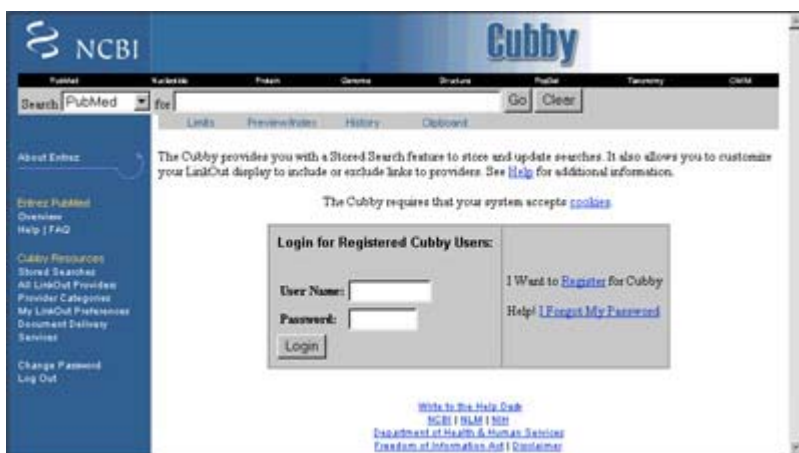 NCBI
Cubby
PubMed Nucleotide Protein Genome Structure PopSet Taxonomy OMIM
Search PubMed for Go Clear
Limits Preview/Index History Clipboard
About Entrez
The Cubby provides you with a Stored Search feature to store and update searches. It also allows you to customize
your LinkOut display to include or exclude links to providers. See Help for additional information.
The Cubby requires that your system accepts cookies.
Entrez PubMed
Overview
Help | FAQ
Cubby Resources
Stored Searches
All LinkOut Providers
Provider Categories
My LinkOut Preferences
Document Delivery
Services
Change Password
Log Out
Login for Registered Cubby Users:
User Name:
Password:
Login
I Want to Register for Cubby
Help! I Forgot My Password
Write to the Help Desk
NCBI | NLM | NIH
Department of Health & Human Services
Freedom of Information Act | Disclaimer